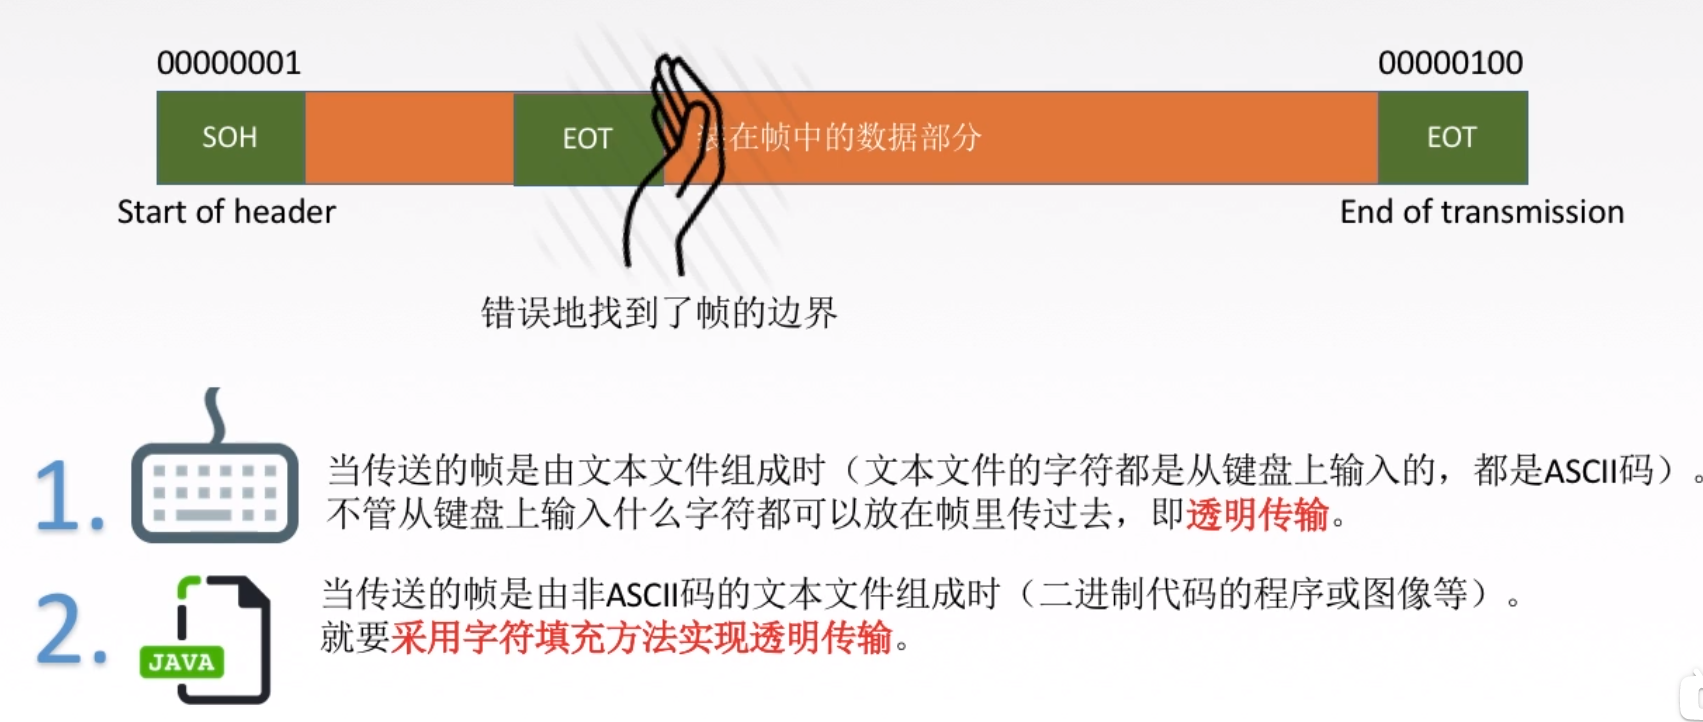 00000001
00000100
SOH
EOT
在帧中的数据部分
EOT
Start of header
End of transmission
错误地找到了帧的边界
1.
当传送的帧是由文本文件组成时（文本文件的字符都是从键盘上输入的，都是ASCII码）。
不管从键盘上输入什么字符都可以放在帧里传过去，即透明传输。
2.
JAVA
当传送的帧是由非ASCII码的文本文件组成时（二进制代码的程序或图像等）。
就要采用字符填充方法实现透明传输。